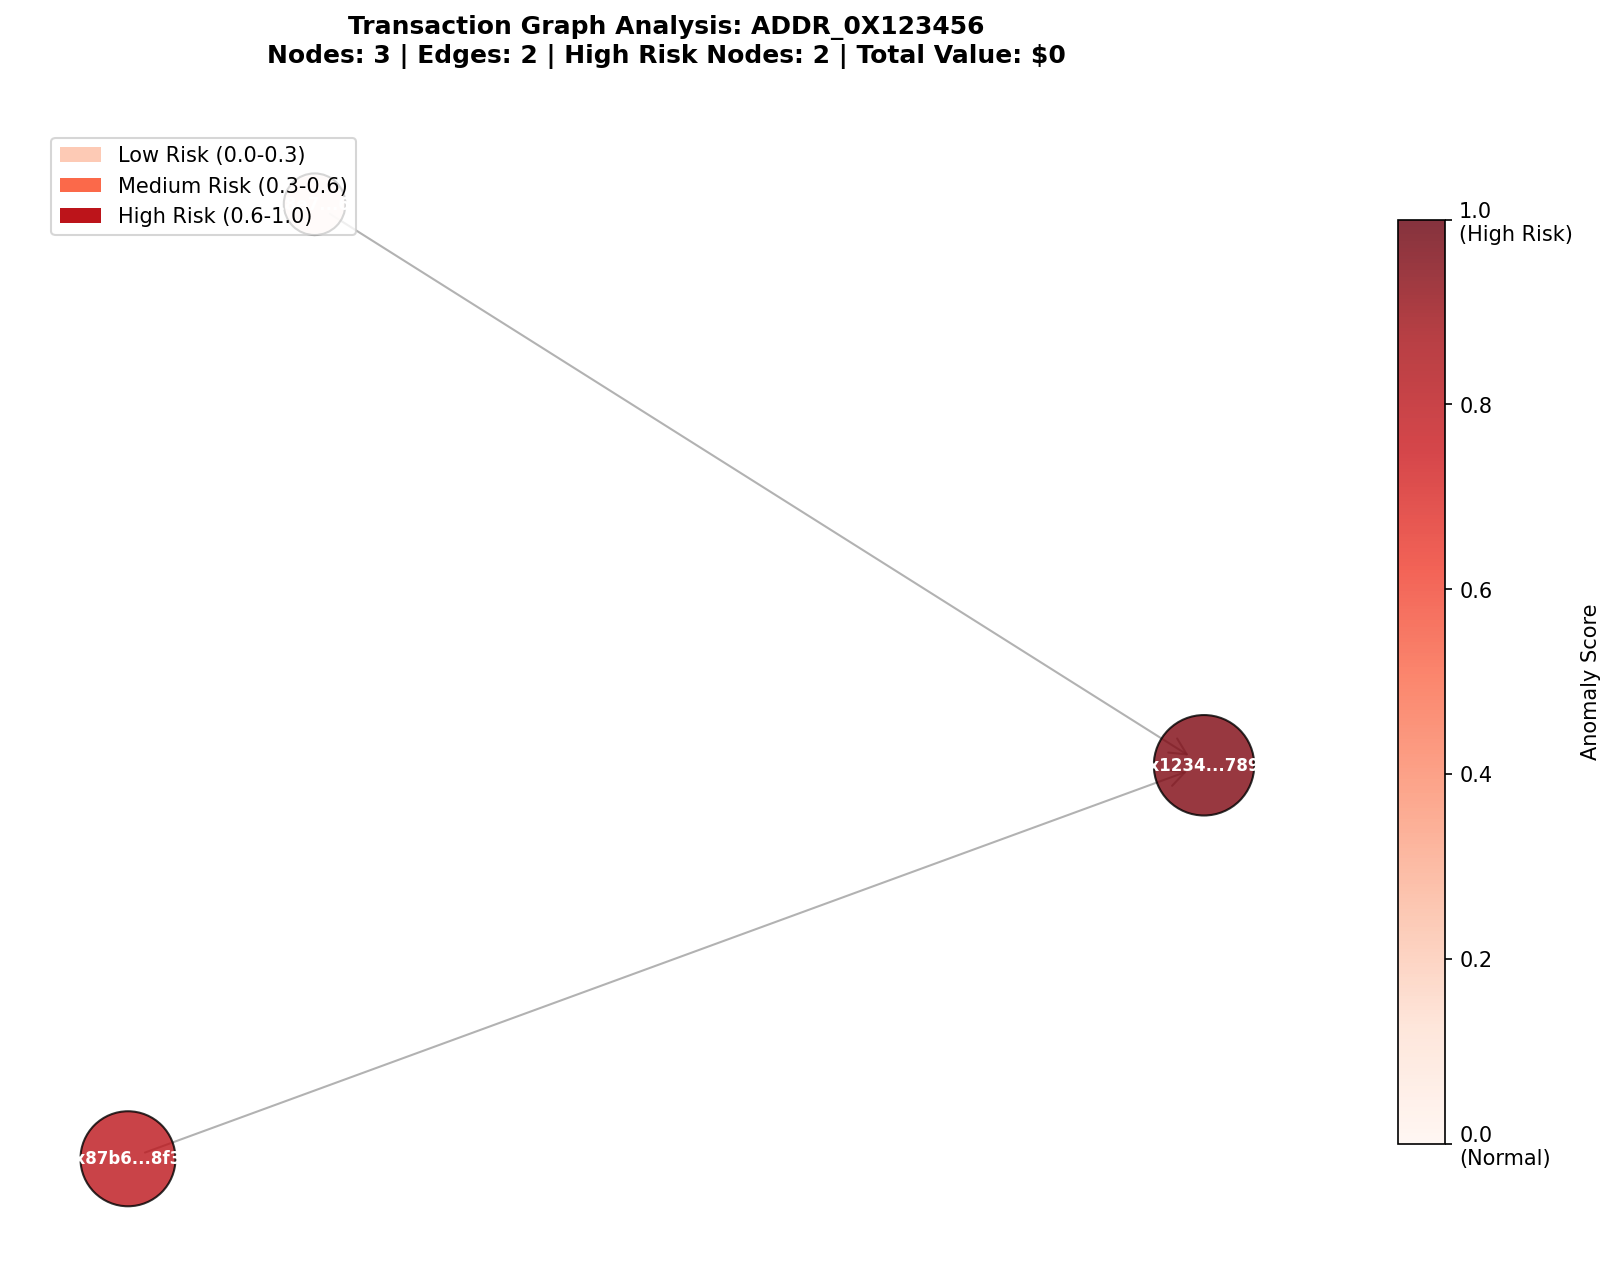 Transaction Graph Analysis: ADDR_0X123456
Nodes: 3 | Edges: 2 | High Risk Nodes: 2 | Total Value: $0
Low Risk (0.0-0.3)
Medium Risk (0.3-0.6)
High Risk (0.6-1.0)
1.0
(High Risk)
0.8
0.6
0.4
0.2
0.0
(Normal)
Anomaly Score
x1234...789
x87b6...8f3